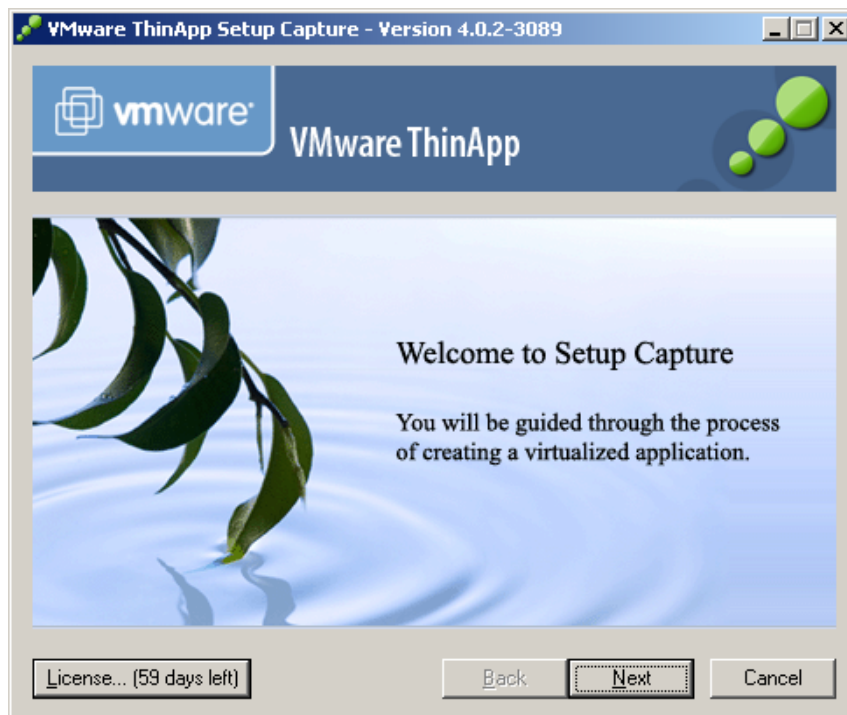 VMware ThinApp Setup Capture - Version 4.0.2-3089
vmware
VMware ThinApp
Welcome to Setup Capture
You will be guided through the process
of creating a virtualized application.
License... (59 days left)
Back
Next
Cancel